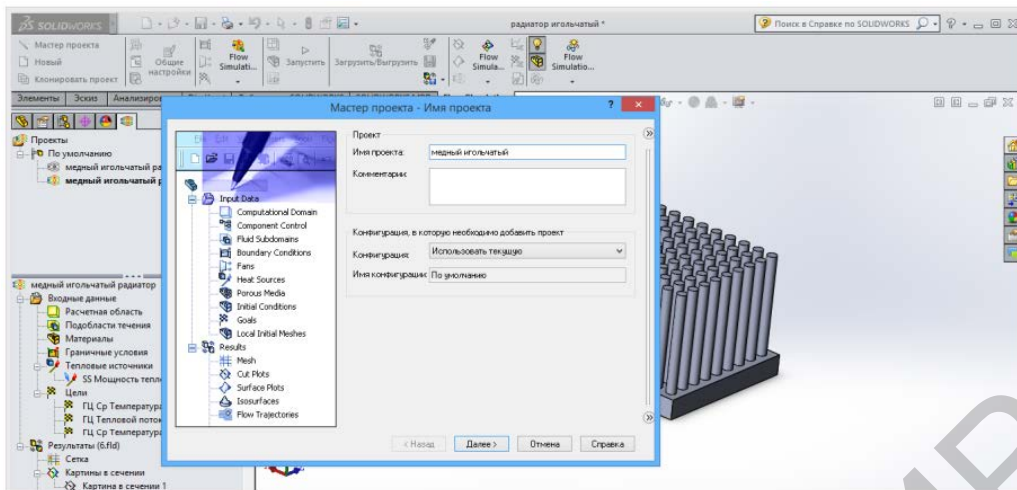 SOLIDWORKS
радиатор игольчатый *
Поиск в Справке по SOLIDWORKS
Мастер проекта
Новый
Клонировать проект
Общие настройки
Flow Simulati...
Запустить
Загрузить/Выгрузить
Flow Simula...
Flow Simulatio...
Элементы
Эскиз
Анализиро
Мастер проекта - Имя проекта
Проекты
По умолчанию
медный игольчатый ра
медный игольчатый р
медный игольчатый радиатор
Входные данные
Расчетная область
Подобласти течения
Материалы
Граничные условия
Тепловые источники
SS Мощность тепл
Цели
ГЦ Ср Температура
ГЦ Тепловой поток
ГЦ Ср Температура
Результаты (6.fld)
Сетка
Картины в сечении
Картина в сечении 1
Input Data
Computational Domain
Component Control
Fluid Subdomains
Boundary Conditions
Fans
Heat Sources
Porous Media
Initial Conditions
Goals
Local Initial Meshes
Results
Mesh
Cut Plots
Surface Plots
Isosurfaces
Flow Trajectories
Проект
Имя проекта:
медный игольчатый
Комментарии:
Конфигурация, в которую необходимо добавить проект
Конфигурация:
Использовать текущую
Имя конфигурации:
По умолчанию
< Назад
Далее >
Отмена
Справка